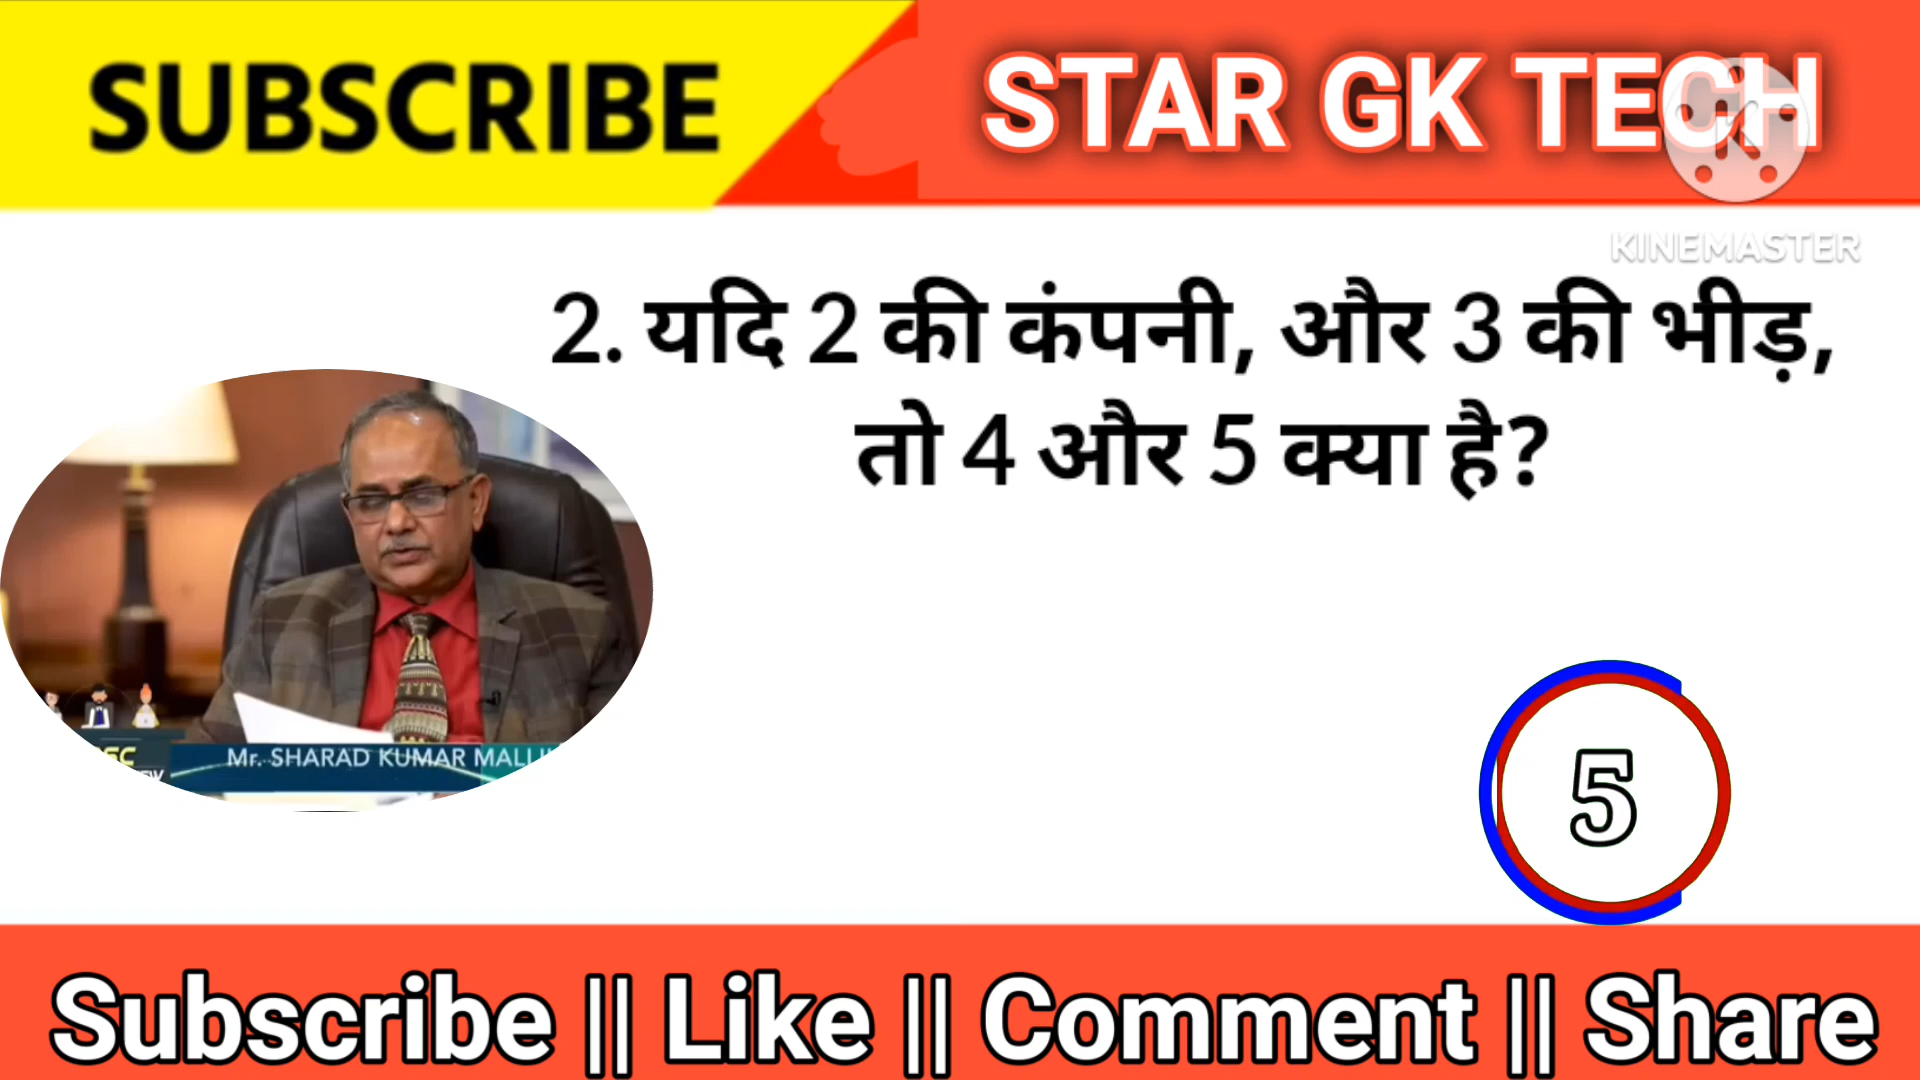 SUBSCRIBE
STAR GK TECH
KINEMASTER
2. यदि 2 की कंपनी, और 3 की भीड़,
तो 4 और 5 क्या है?
Mr. SHARAD KUMAR
5
Subscribe || Like || Comment || Share